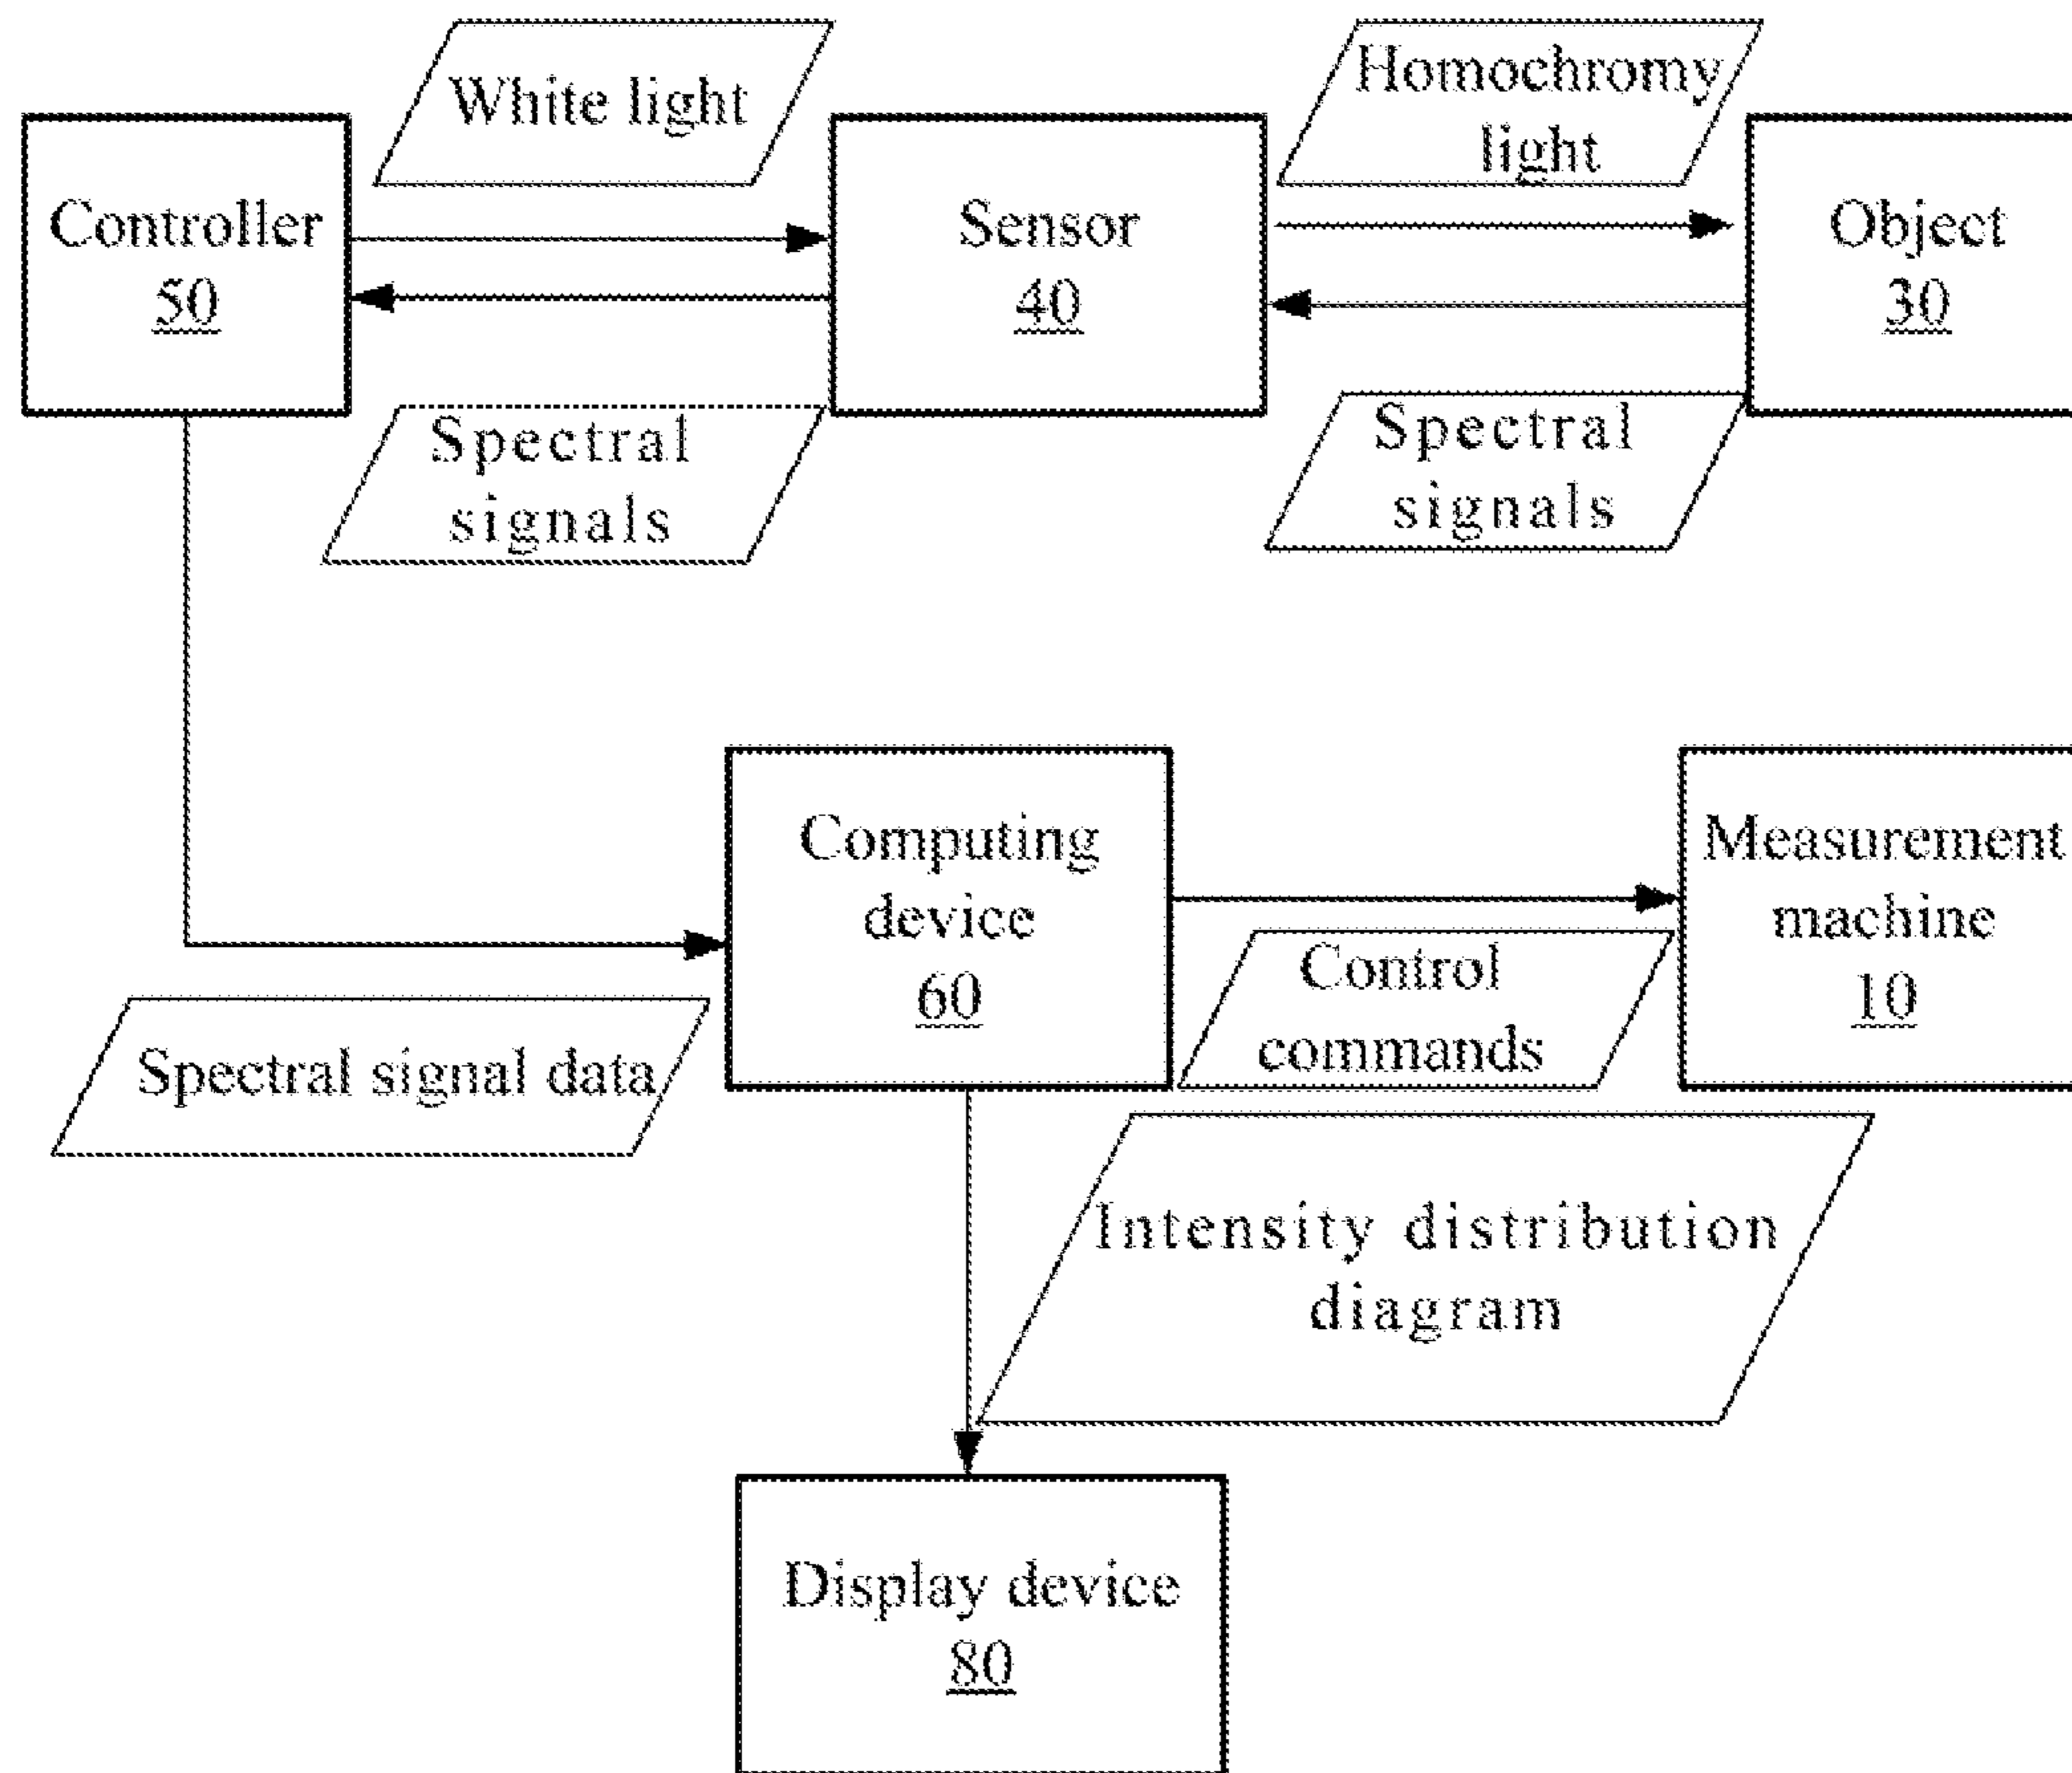 White light
Homochromy
light
Controller
50
Sensor
40
Object
30
Spectral
signals
Spectral
signals
Computing
device
60
Measurement
machine
10
Control
commands
Spectral signal data
Intensity distribution
diagram
Display device
80